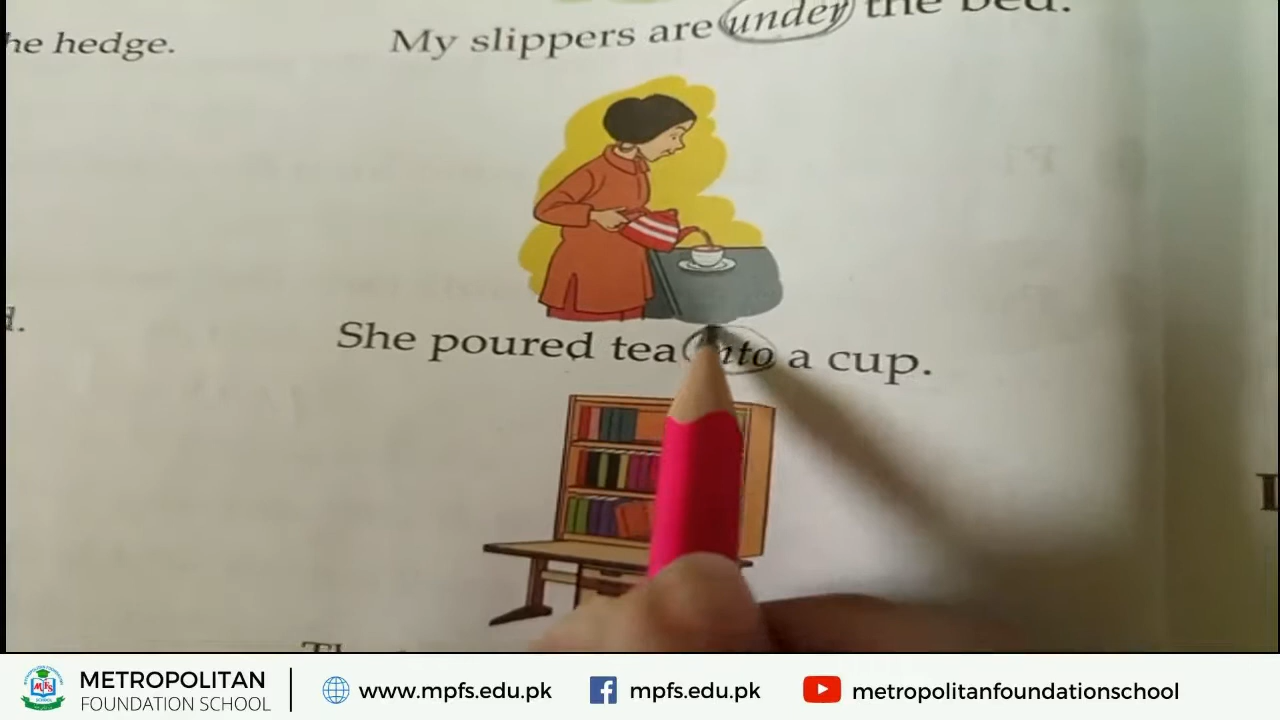 he hedge.
My slippers are under the bed.
d.
She poured tea into a cup.
METROPOLITAN
FOUNDATION SCHOOL
www.mpfs.edu.pk
mpfs.edu.pk
metropolitanfoundationschool